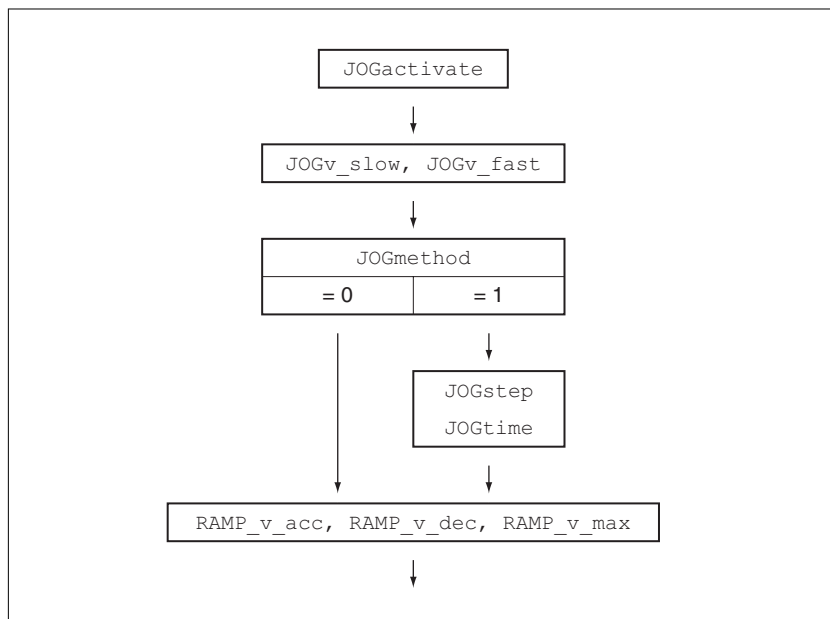 JOGactivate
JOGv_slow, JOGv_fast
JOGmethod
= 0
= 1
JOGstep
JOGtime
RAMP_v_acc, RAMP_v_dec, RAMP_v_max